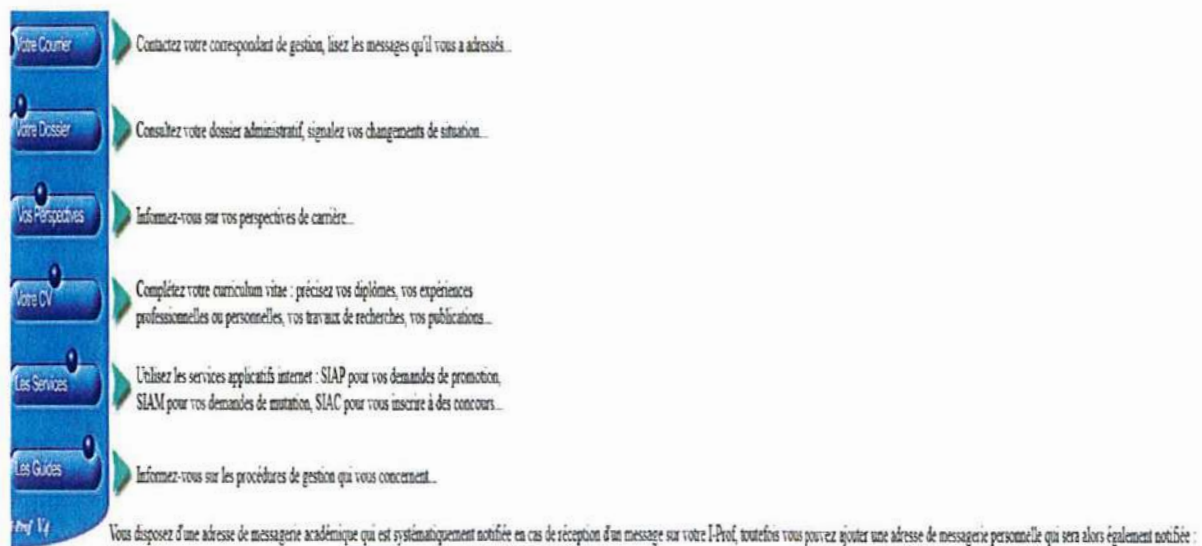 Votre Courrier
Contactez votre correspondant de gestion, lisez les messages qu'il vous a adressés...
Votre Dossier
Consultez votre dossier administratif, signalez vos changements de situation...
Vos Perspectives
Informez-vous sur vos perspectives de carrière...
Votre CV
Complétez votre curriculum vitae : précisez vos diplômes, vos expériences
professionnelles ou personnelles, vos travaux de recherches, vos publications...
Les Services
Utilisez les services applicatifs internet : SIAP pour vos demandes de promotion,
SIAM pour vos demandes de mutation, SIAC pour vous inscrire à des concours...
Les Guides
Informez-vous sur les procédures de gestion qui vous concernent...
I-Prof V4
Vous disposez d'une adresse de messagerie académique qui est systématiquement notifiée en cas de réception d'un message sur votre I-Prof, toutefois vous pouvez ajouter une adresse de messagerie personnelle qui sera alors également notifiée :